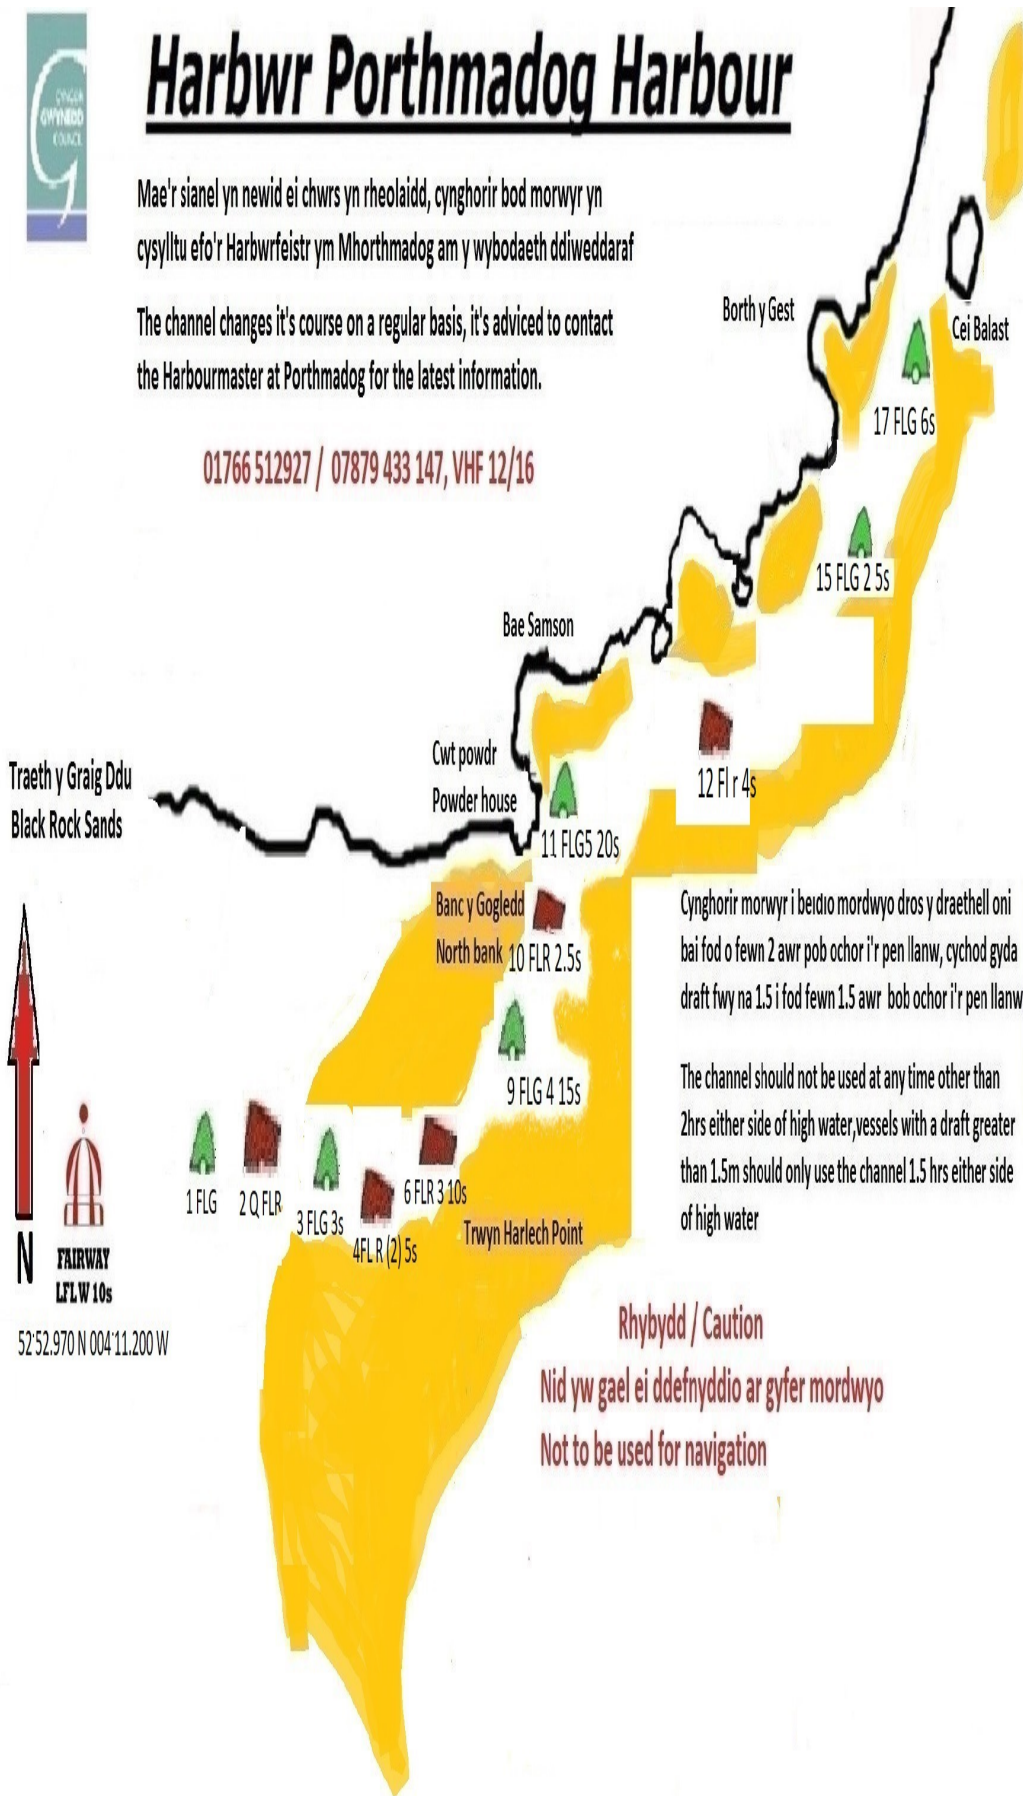 CYNGOR
GWYNEDD
COUNCIL
Harbwr Porthmadog Harbour
Mae'r sianel yn newid ei chwrs yn rheolaidd, cynghorir bod morwyr yn
cysylltu efo'r Harbwrfeistr ym Mhorthmadog am y wybodaeth ddiweddaraf
The channel changes it's course on a regular basis, it's adviced to contact
the Harbourmaster at Porthmadog for the latest information.
01766 512927 / 07879 433 147, VHF 12/16
Borth y Gest
Cei Balast
17 FLG 6s
15 FLG 2 5s
Bae Samson
12 Fl r 4s
Cwt powdr
Powder house
Traeth y Graig Ddu
Black Rock Sands
11 FLG5 20s
Banc y Gogledd
North bank
10 FLR 2.5s
Cynghorir morwyr i beidio mordwyo dros y draethell oni
bai fod o fewn 2 awr pob ochor i'r pen llanw, cychod gyda
draft fwy na 1.5 i fod fewn 1.5 awr bob ochor i'r pen llanw
9 FLG 4 15s
The channel should not be used at any time other than
2hrs either side of high water,vessels with a draft greater
than 1.5m should only use the channel 1.5 hrs either side
of high water
1 FLG
2 Q FLR
3 FLG 3s
4FL R (2) 5s
6 FLR 3 10s
Trwyn Harlech Point
N
FAIRWAY
LFLW 10s
52'52.970 N 004'11.200 W
Rhybydd / Caution
Nid yw gael ei ddefnyddio ar gyfer mordwyo
Not to be used for navigation